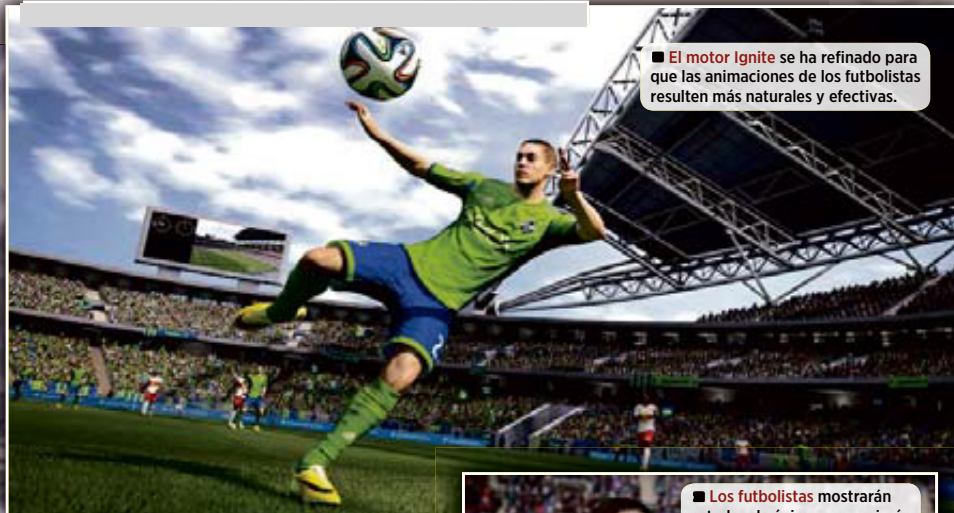 ■ El motor Ignite se ha refinado para
que las animaciones de los futbolistas
resulten más naturales y efectivas.
■ Los futbolistas mostrarán